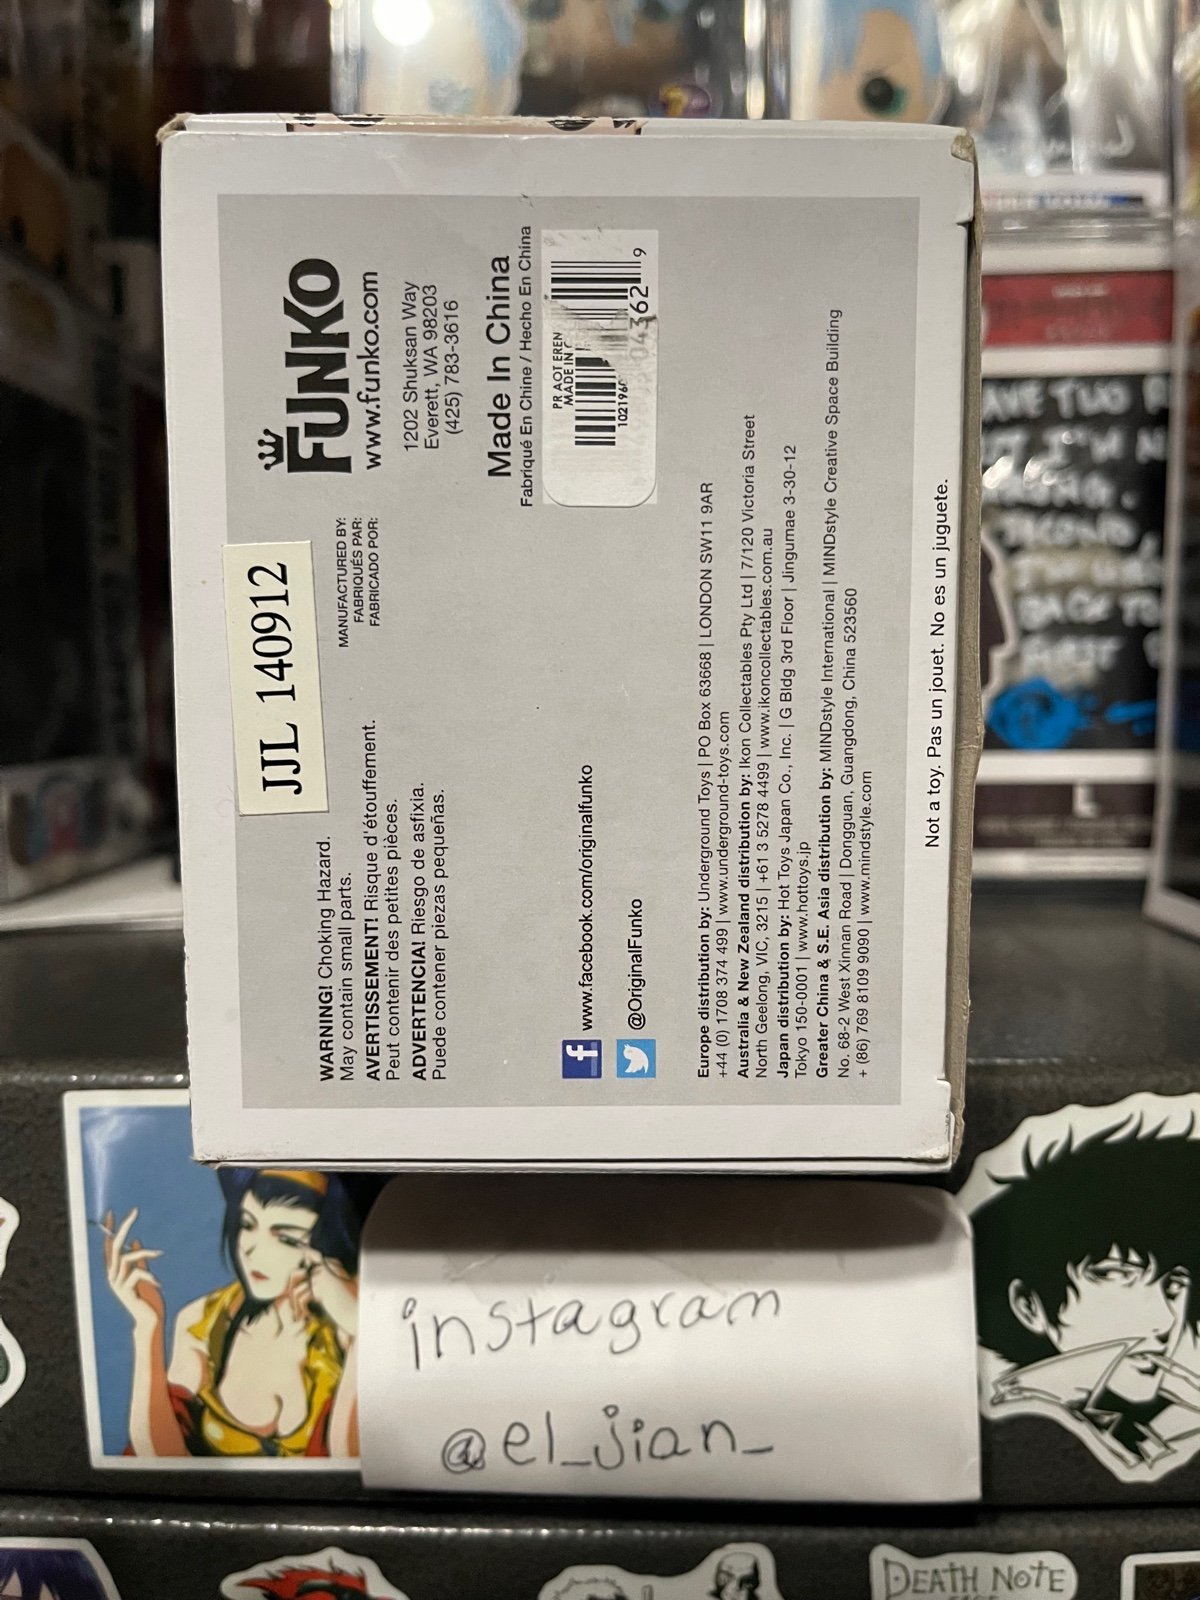 FUNKO
www.funko.com
1202 Shuksan Way
Everett, WA 98203
(425) 783-3616
Made In China
Fabriqué En Chine / Hecho En China
PR AOT EREN
MADE IN
362 9
JJL 140912
MANUFACTURED BY:
FABRIQUÉS PAR:
FABRICADO POR:
WARNING! Choking Hazard.
May contain small parts.
AVERTISSEMENT! Risque d'étouffement.
Peut contenir des petites pièces.
ADVERTENCIA! Riesgo de asfixia.
Puede contener piezas pequeñas.
f www.facebook.com/originalfunko
@OriginalFunko
Europe distribution by: Underground Toys | PO Box 63668 | LONDON SW11 9AR
+44 (0) 1708 374 499 | www.underground-toys.com
Australia & New Zealand distribution by: Ikon Collectables Pty Ltd | 7/120 Victoria Street
North Geelong, VIC, 3215 | +61 3 5278 4499 | www.ikoncollectables.com.au
Japan distribution by: Hot Toys Japan Co., Inc. | G Bldg 3rd Floor | Jingumae 3-30-12
Tokyo 150-0001 | www.hottoys.jp
Greater China & S.E. Asia distribution by: MINDstyle International | MINDstyle Creative Space Building
No. 68-2 West Xinnan Road | Dongguan, Guangdong, China 523560
+ (86) 769 8109 9090 | www.mindstyle.com
Not a toy. Pas un jouet. No es un juguete.
TWO
BACK TO
FIRST
L
instagram
@el_jian_
DEATH NOTE